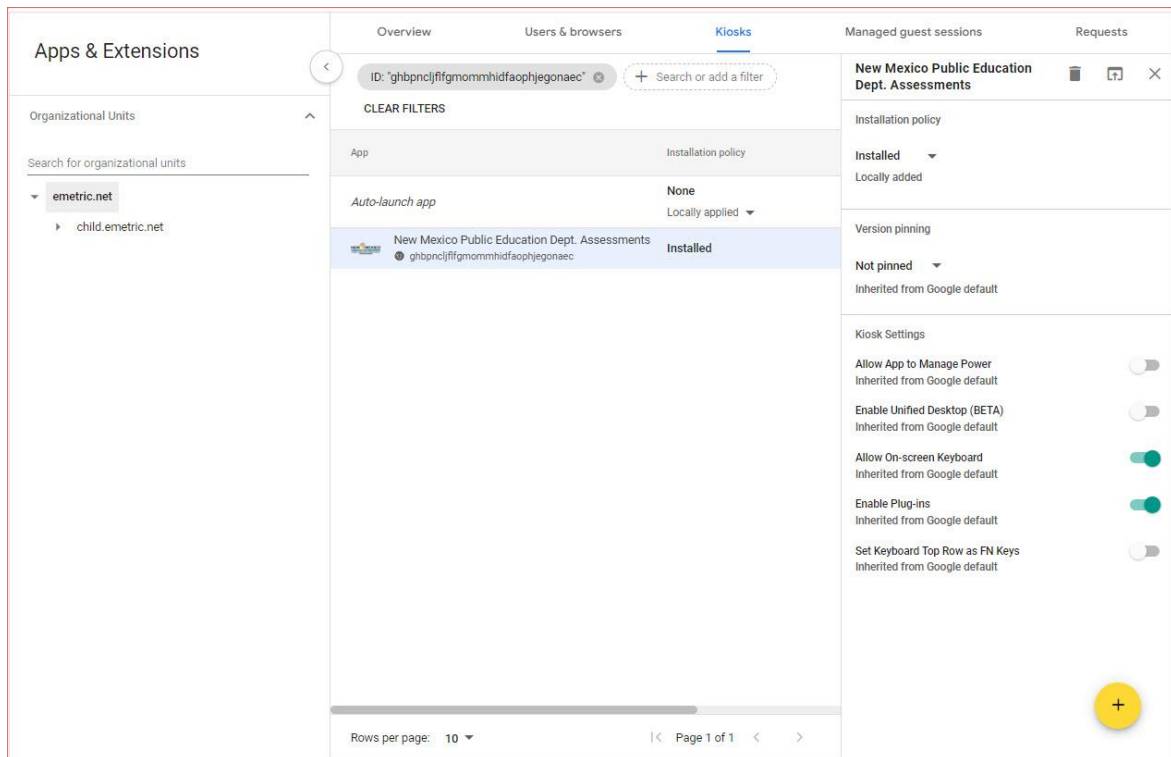 Apps & Extensions
Organizational Units
Search for organizational units
emetric.net
child.emetric.net
Overview
Users & browsers
Kiosks
Managed guest sessions
Requests
ID: "ghbpncljflfgmommhidfaophjegonaec"
+ Search or add a filter
CLEAR FILTERS
App
Installation policy
Auto-launch app
None
Locally applied
New Mexico Public Education Dept. Assessments
ghbpncljflfgmommhidfaophjegonaec
Installed
Rows per page: 10
Page 1 of 1
New Mexico Public Education
Dept. Assessments
Installation policy
Installed
Locally added
Version pinning
Not pinned
Inherited from Google default
Kiosk Settings
Allow App to Manage Power
Inherited from Google default
Enable Unified Desktop (BETA)
Inherited from Google default
Allow On-screen Keyboard
Inherited from Google default
Enable Plug-ins
Inherited from Google default
Set Keyboard Top Row as FN Keys
Inherited from Google default
+